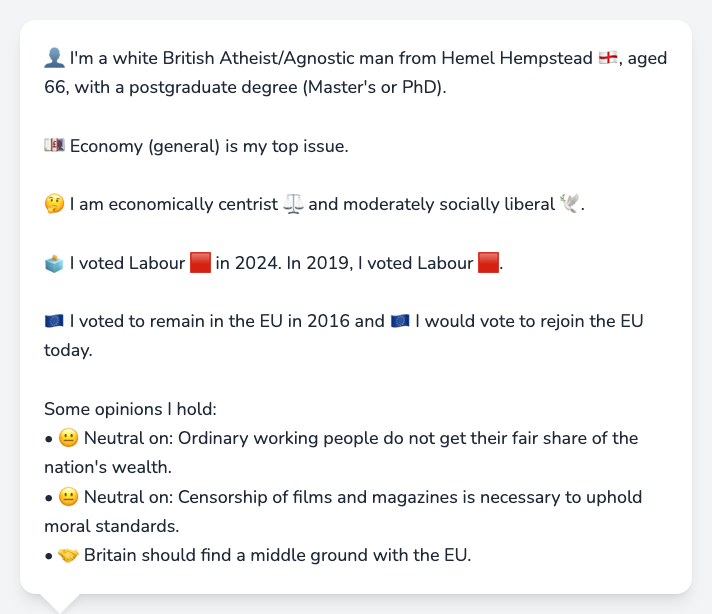 👤 I'm a white British Atheist/Agnostic man from Hemel Hempstead 🏴󠁧󠁢󠁥󠁮󠁧󠁿, aged
66, with a postgraduate degree (Master's or PhD).
💷 Economy (general) is my top issue.
🤔 I am economically centrist ⚖️ and moderately socially liberal 🕊️.
🗳️ I voted Labour 🟥 in 2024. In 2019, I voted Labour 🟥.
🇪🇺 I voted to remain in the EU in 2016 and 🇪🇺 I would vote to rejoin the EU
today.
Some opinions I hold:
• 😐 Neutral on: Ordinary working people do not get their fair share of the
nation's wealth.
• 😐 Neutral on: Censorship of films and magazines is necessary to uphold
moral standards.
• 🤝 Britain should find a middle ground with the EU.